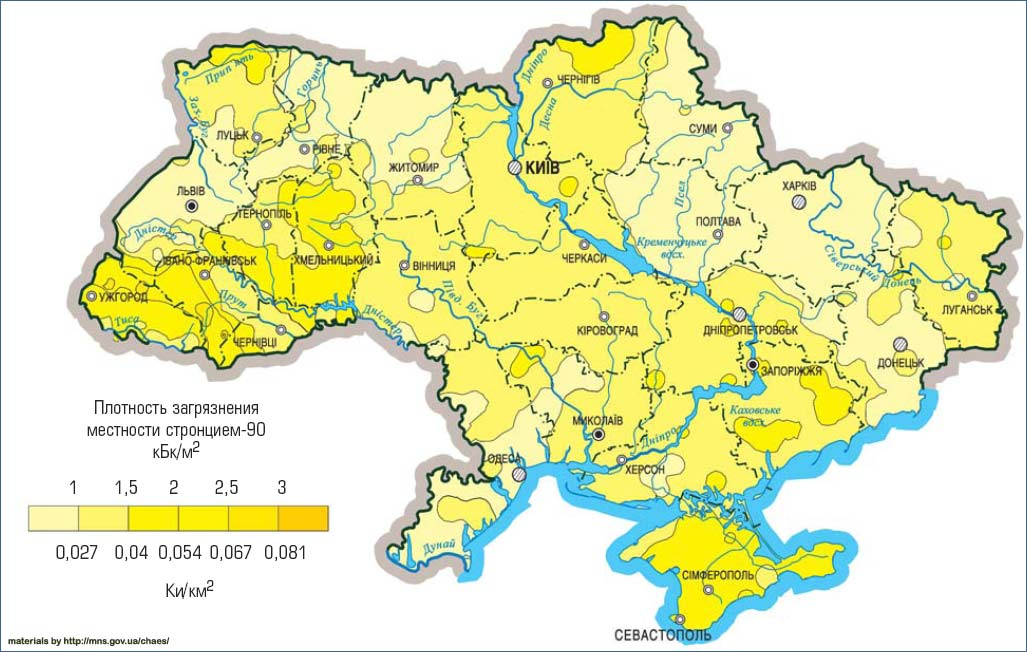 Дніпро
ЧЕРНІГІВ
Прип'ять
Горинь
Десна
Зах. Буг
ЛУЦЬК
РІВНЕ
СУМИ
ЖИТОМИР
КИЇВ
ЛЬВІВ
ХАРКІВ
Псел
ТЕРНОПІЛЬ
ПОЛТАВА
Дністер
Кременчуцьке
восх.
ЧЕРКАСИ
ІВАНО-ФРАНКІВСЬК
ХМЕЛЬНИЦЬКИЙ
ВІННИЦЯ
Сіверський
Донець
УЖГОРОД
Прут
Півд. Буг
Дністер
ЛУГАНСЬК
Тиса
ЧЕРНІВЦІ
КІРОВОГРАД
ДНІПРОПЕТРОВСЬК
ДОНЕЦЬК
ЗАПОРІЖЖЯ
Каховське
восх.
МИКОЛАЇВ
Дніпро
ОДЕСА
ХЕРСОН
Дунай
СІМФЕРОПОЛЬ
СЕВАСТОПОЛЬ
Плотность загрязнения
местности стронцием-90
кБк/м²
1 1,5 2 2,5 3
0,027 0,04 0,054 0,067 0,081
Ки/км²
materials by http://mns.gov.ua/chaes/